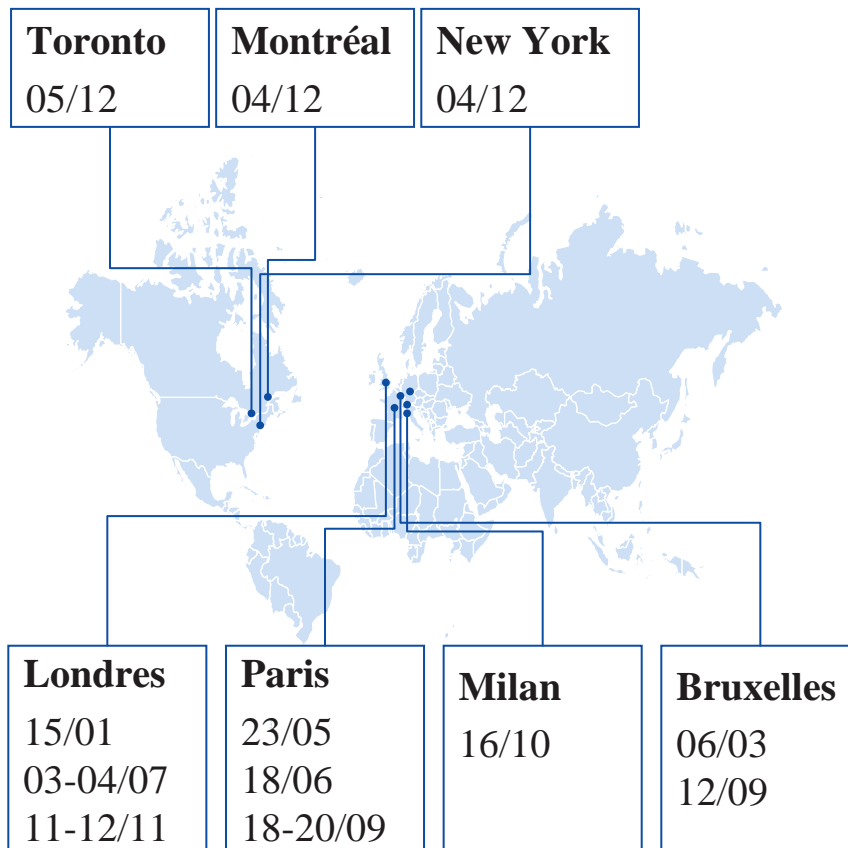 Toronto
05/12
Montréal
04/12
New York
04/12
Londres
15/01
03-04/07
11-12/11
Paris
23/05
18/06
18-20/09
Milan
16/10
Bruxelles
06/03
12/09